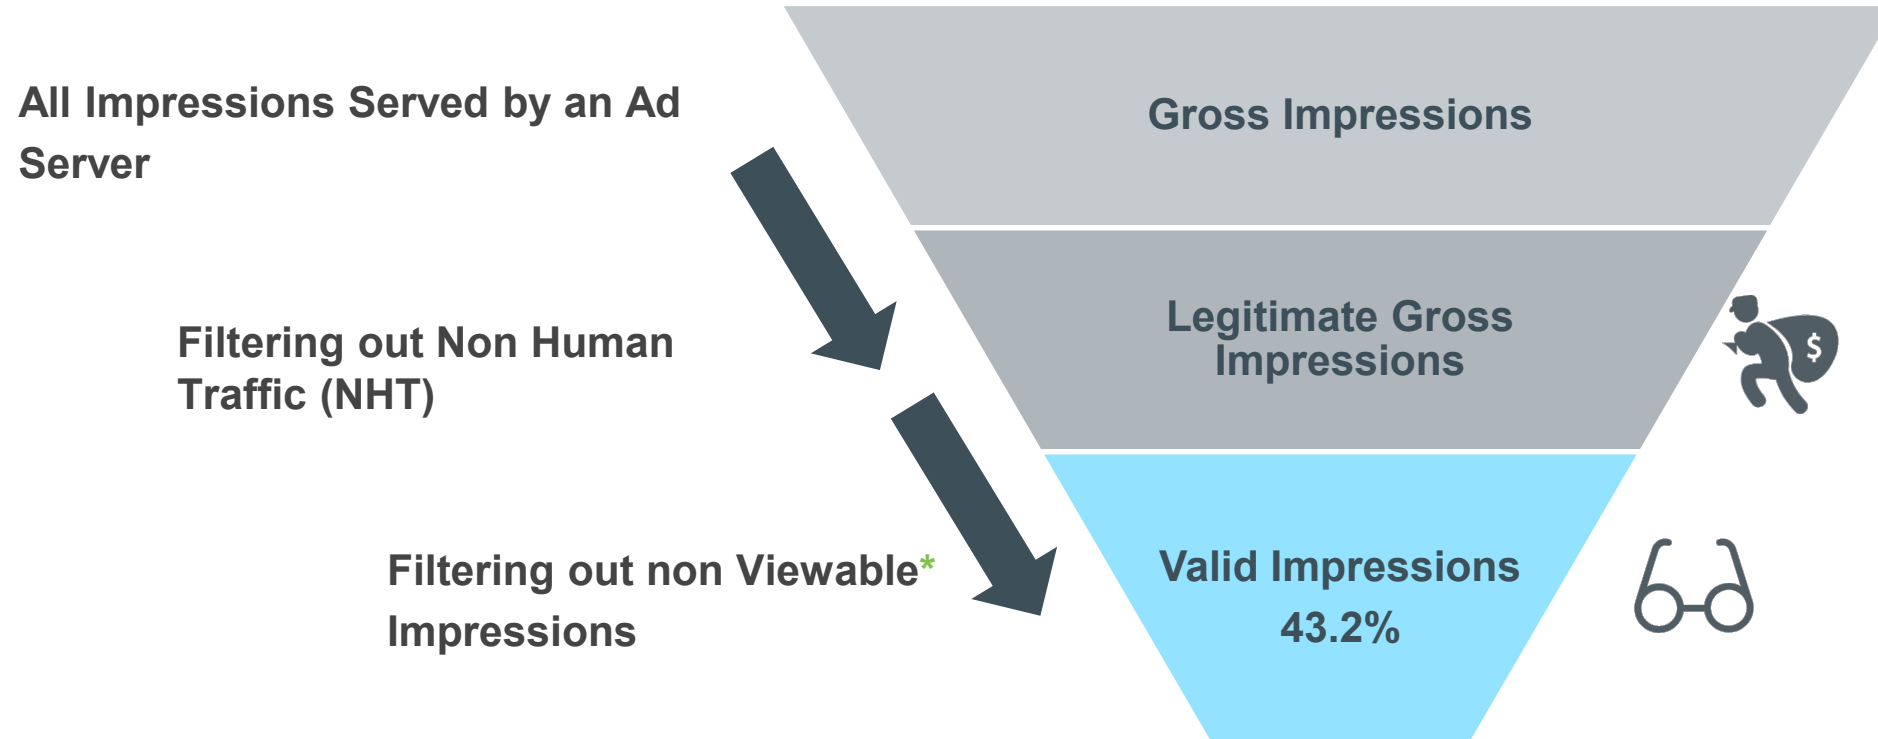 All Impressions Served by an Ad
Server
Gross Impressions
Filtering out Non Human
Traffic (NHT)
Legitimate Gross
Impressions
$
Filtering out non Viewable*
Impressions
Valid Impressions
43.2%